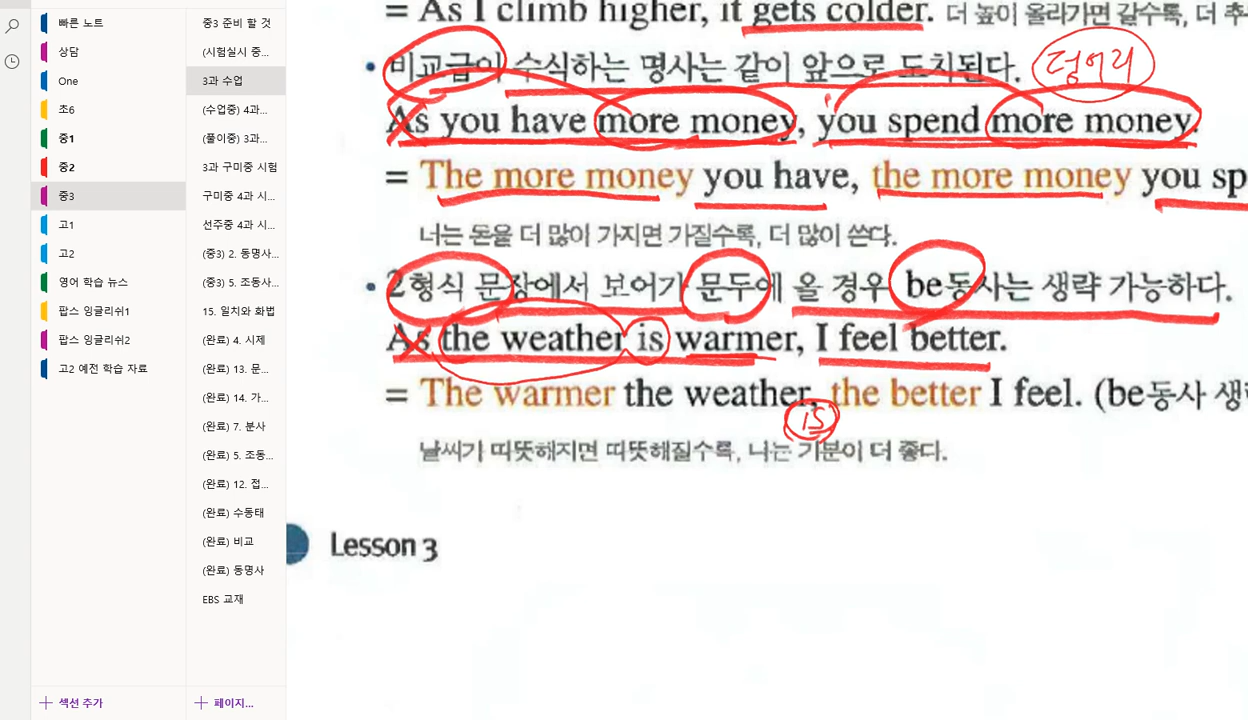 빠른 노트
상담
One
초6
중1
중2
중3
고1
고2
영어 학습 뉴스
팝스 잉글리쉬1
팝스 잉글리쉬2
고2 예전 학습 자료
섹션 추가
중3 준비 할 것
(시험실시 중...
3과 수업
(수업중) 4과...
(풀이중) 3과...
3과 구미중 시험
구미중 4과 시...
선주중 4과 시...
(중3) 2. 동명사...
(중3) 5. 조동사...
15. 일치와 화법
(완료) 4. 시제
(완료) 13. 문...
(완료) 14. 가...
(완료) 7. 분사
(완료) 5. 조동...
(완료) 12. 접...
(완료) 수동태
(완료) 비교
(완료) 동명사
EBS 교재
페이지...
= As I climb higher, it gets colder. 더 높이 올라가면 갈수록, 더 추
• 비교급이 수식하는 명사는 같이 앞으로 도치된다. 덩어리
As you have more money, you spend more money.
= The more money you have, the more money you sp
너는 돈을 더 많이 가지면 가질수록, 더 많이 쓴다.
• 2형식 문장에서 보어가 문두에 올 경우 be동사는 생략 가능하다.
As the weather is warmer, I feel better.
= The warmer the weather, the better I feel. (be동사 생
is
날씨가 따뜻해지면 따뜻해질수록, 나는 기분이 더 좋다.
Lesson 3